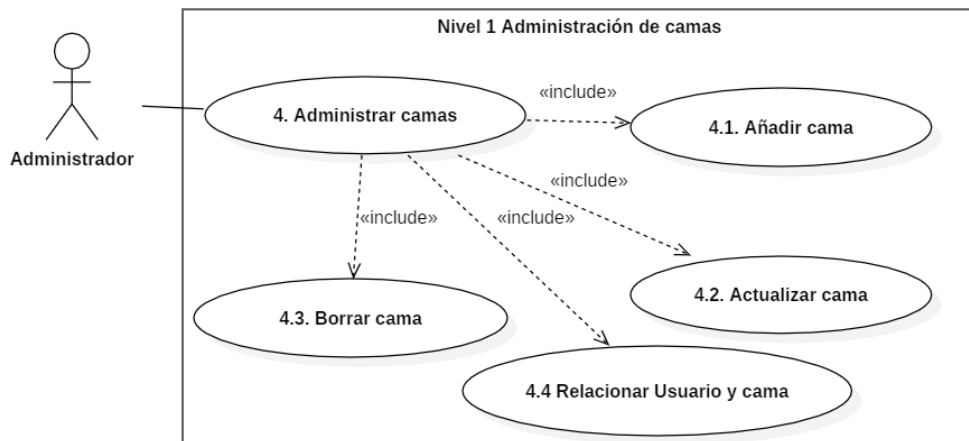 Nivel 1 Administración de camas
Administrador
4. Administrar camas
«include»
4.1. Añadir cama
«include»
4.2. Actualizar cama
«include»
4.3. Borrar cama
«include»
4.4 Relacionar Usuario y cama